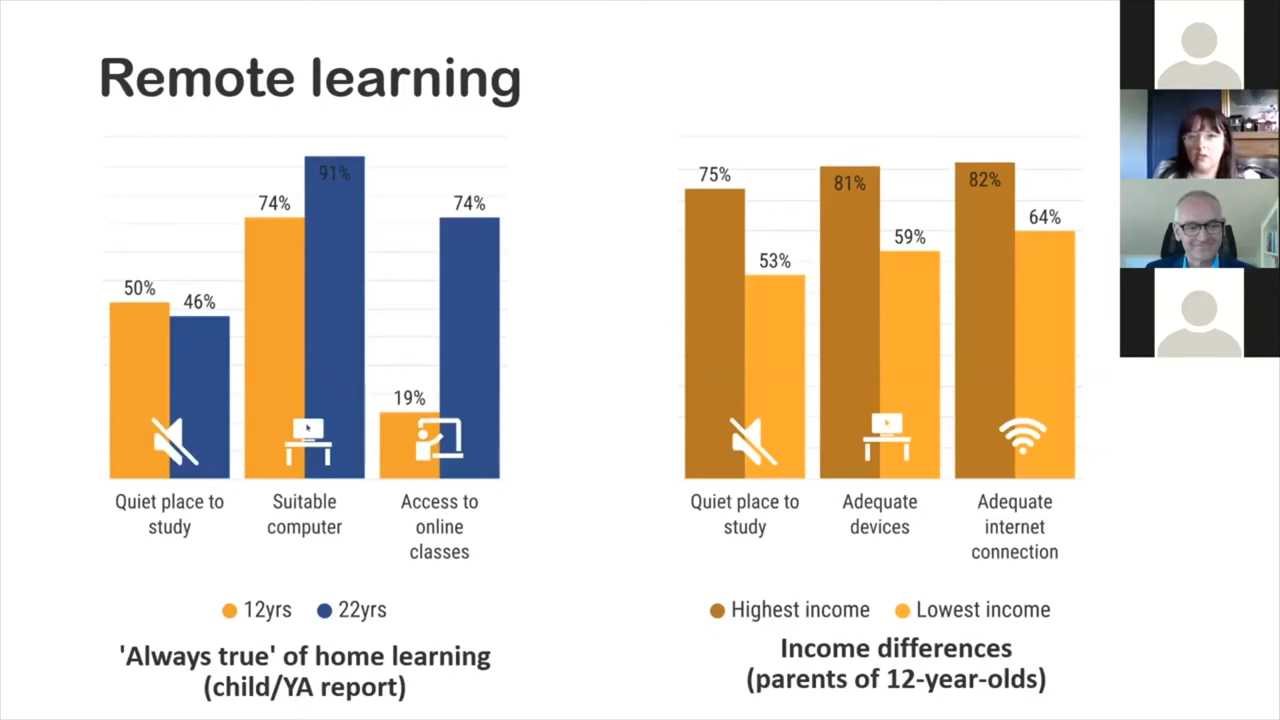 Remote learning
50%
46%
74%
91%
19%
74%
Quiet place to
study
Suitable
computer
Access to
online
classes
12yrs
22yrs
'Always true' of home learning
(child/YA report)
75%
53%
81%
59%
82%
64%
Quiet place to
study
Adequate
devices
Adequate
internet
connection
Highest income
Lowest income
Income differences
(parents of 12-year-olds)